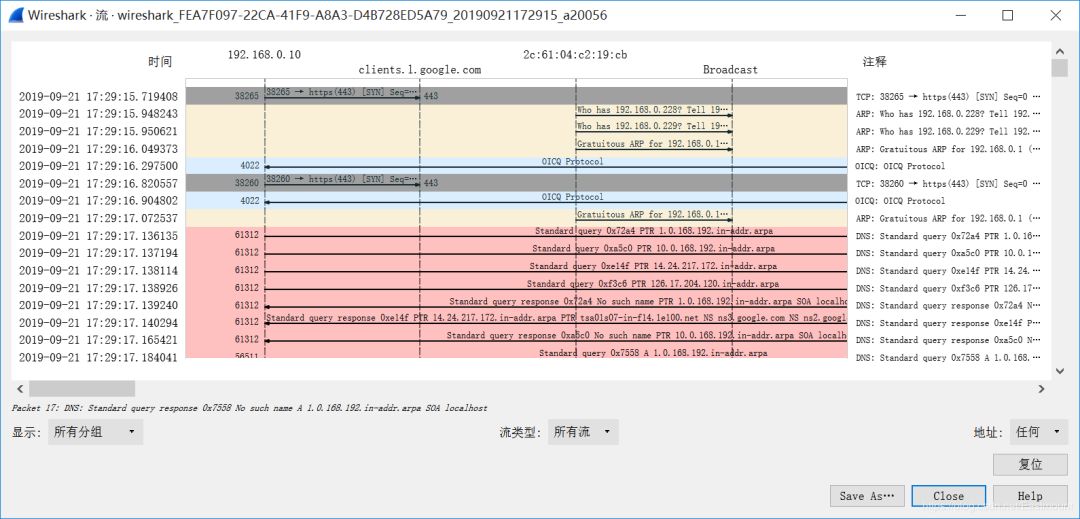 Wireshark · 流 · wireshark_FEA7F097-22CA-41F9-A8A3-D4B728ED5A79_20190921172915_a20056
时间 192.168.0.10 clients.l.google.com 2c:61:04:c2:19:cb Broadcast 注释
2019-09-21 17:29:15.719408 38265 38265 → https(443) [SYN] Seq=… 443 TCP: 38265 → https(443) [SYN] Seq=0 …
2019-09-21 17:29:15.948243 Who has 192.168.0.228? Tell 19… ARP: Who has 192.168.0.228? Tell 192…
2019-09-21 17:29:15.950621 Who has 192.168.0.229? Tell 19… ARP: Who has 192.168.0.229? Tell 192…
2019-09-21 17:29:16.049373 Gratuitous ARP for 192.168.0.1… ARP: Gratuitous ARP for 192.168.0.1 (…
2019-09-21 17:29:16.297500 4022 OICQ Protocol OICQ: OICQ Protocol
2019-09-21 17:29:16.820557 38260 38260 → https(443) [SYN] Seq=… 443 TCP: 38260 → https(443) [SYN] Seq=0 …
2019-09-21 17:29:16.904802 4022 OICQ Protocol OICQ: OICQ Protocol
2019-09-21 17:29:17.072537 Gratuitous ARP for 192.168.0.1… ARP: Gratuitous ARP for 192.168.0.1 (…
2019-09-21 17:29:17.136135 61312 Standard query 0x72a4 PTR 1.0.168.192.in-addr.arpa DNS: Standard query 0x72a4 PTR 1.0.16…
2019-09-21 17:29:17.137194 61312 Standard query 0xa5c0 PTR 10.0.168.192.in-addr.arpa DNS: Standard query 0xa5c0 PTR 10.0.1…
2019-09-21 17:29:17.138114 61312 Standard query 0xe14f PTR 14.24.217.172.in-addr.arpa DNS: Standard query 0xe14f PTR 14.24.…
2019-09-21 17:29:17.138926 61312 Standard query 0xf3c6 PTR 126.17.204.120.in-addr.arpa DNS: Standard query 0xf3c6 PTR 126.17…
2019-09-21 17:29:17.139240 61312 Standard query response 0x72a4 No such name PTR 1.0.168.192.in-addr.arpa SOA localho DNS: Standard query response 0x72a4 N…
2019-09-21 17:29:17.140294 61312 Standard query response 0xe14f PTR 14.24.217.172.in-addr.arpa PTR tsa01s07-in-f14.1e100.net NS ns3.google.com NS ns2.googl DNS: Standard query response 0xe14f P…
2019-09-21 17:29:17.165421 61312 Standard query response 0xa5c0 No such name PTR 10.0.168.192.in-addr.arpa SOA localh DNS: Standard query response 0xa5c0 N…
2019-09-21 17:29:17.184041 56511 Standard query 0x7558 A 1.0.168.192.in-addr.arpa DNS: Standard query 0x7558 A 1.0.168.…
Packet 17: DNS: Standard query response 0x7558 No such name A 1.0.168.192.in-addr.arpa SOA localhost
显示: 所有分组 流类型: 所有流 地址: 任何
复位
Save As… Close Help